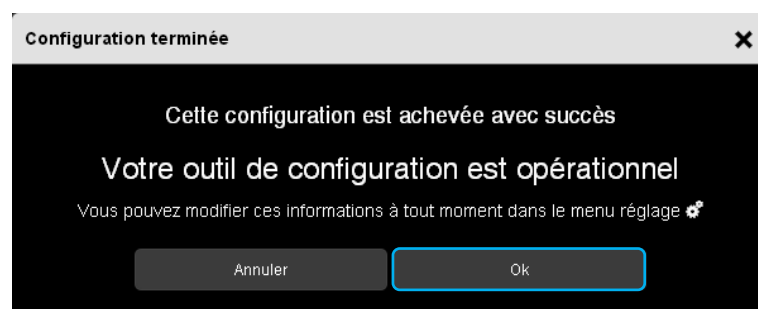 Configuration terminée
Cette configuration est achevée avec succès
Votre outil de configuration est opérationnel
Vous pouvez modifier ces informations à tout moment dans le menu réglage
Annuler
Ok